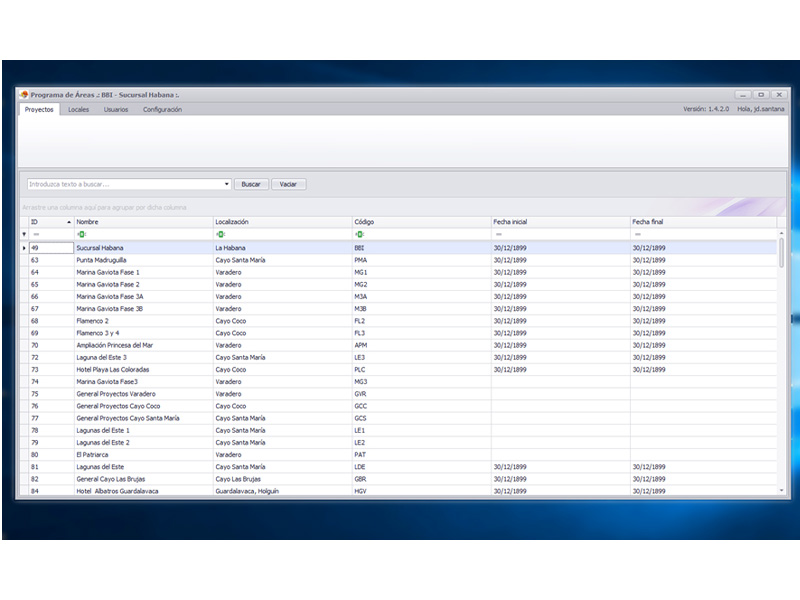 Programa de Áreas .: BBI - Sucursal Habana :.
Proyectos Locales Usuarios Configuración Versión: 1.4.2.0 Hola, jd.santana
Introduzca texto a buscar... Buscar Vaciar
Arrastre una columna aquí para agrupar por dicha columna
ID Nombre Localización Código Fecha inicial Fecha final
49 Sucursal Habana La Habana BBI 30/12/1899 30/12/1899
63 Punta Madruguilla Cayo Santa María PMA 30/12/1899 30/12/1899
64 Marina Gaviota Fase 1 Varadero MG1 30/12/1899 30/12/1899
65 Marina Gaviota Fase 2 Varadero MG2 30/12/1899 30/12/1899
66 Marina Gaviota Fase 3A Varadero M3A 30/12/1899 30/12/1899
67 Marina Gaviota Fase 3B Varadero M3B 30/12/1899 30/12/1899
68 Flamenco 2 Cayo Coco FL2 30/12/1899 30/12/1899
69 Flamenco 3 y 4 Cayo Coco FL3 30/12/1899 30/12/1899
70 Ampliación Princesa del Mar Varadero APM 30/12/1899 30/12/1899
72 Laguna del Este 3 Cayo Santa María LE3 30/12/1899 30/12/1899
73 Hotel Playa Las Coloradas Cayo Coco PLC 30/12/1899 30/12/1899
74 Marina Gaviota Fase3 Varadero MG3
75 General Proyectos Varadero Varadero GVR
76 General Proyectos Cayo Coco Cayo Coco GCC
77 General Proyectos Cayo Santa María Cayo Santa María GCS
78 Lagunas del Este 1 Cayo Santa María LE1
79 Lagunas del Este 2 Cayo Santa María LE2
80 El Patriarca Varadero PAT
81 Lagunas del Este Cayo Santa María LDE 30/12/1899 30/12/1899
82 General Cayo Las Brujas Cayo Las Brujas GBR 30/12/1899 30/12/1899
84 Hotel Albatros Guardalavaca Guardalavaca, Holguín HGV 30/12/1899 30/12/1899